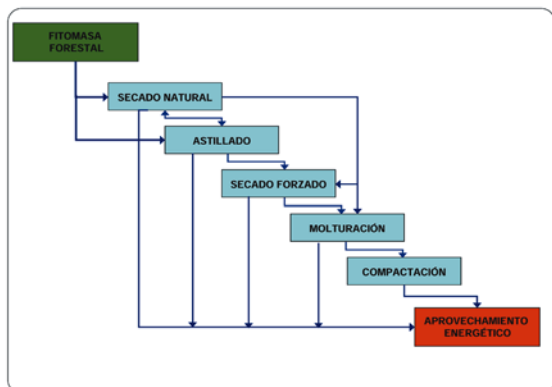 FITOMASA
FORESTAL
SECADO NATURAL
ASTILLADO
SECADO FORZADO
MOLTURACIÓN
COMPACTACIÓN
APROVECHAMIENTO
ENERGÉTICO